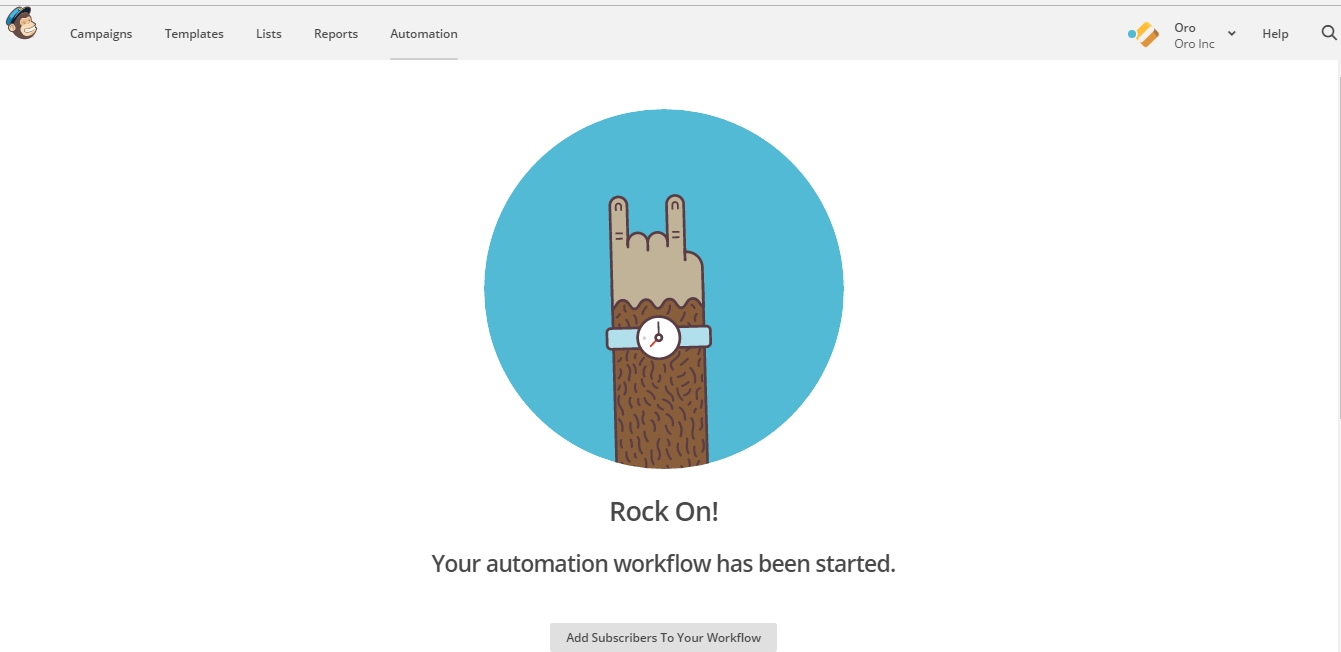 Campaigns
Templates
Lists
Reports
Automation
Oro
Oro Inc
Help
Rock On!
Your automation workflow has been started.
Add Subscribers To Your Workflow